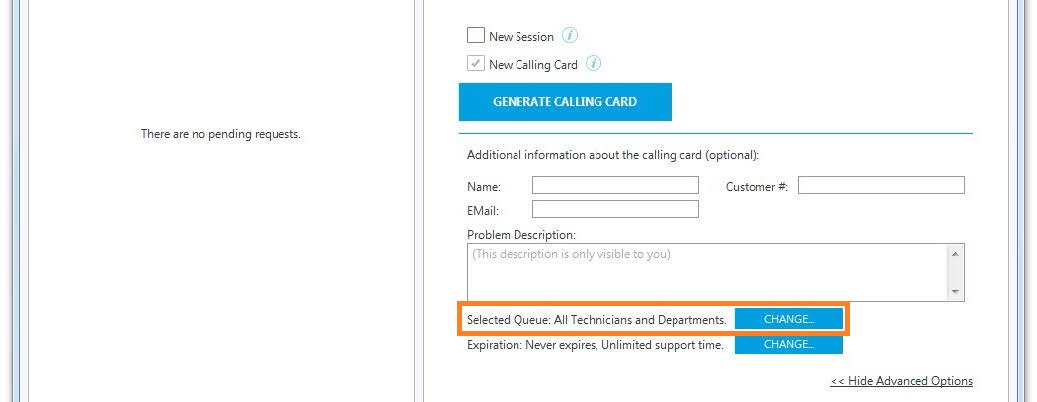 There are no pending requests.
New Session
New Calling Card
GENERATE CALLING CARD
Additional information about the calling card (optional):
Name:
Customer #:
EMail:
Problem Description:
(This description is only visible to you)
Selected Queue: All Technicians and Departments. CHANGE...
Expiration: Never expires, Unlimited support time. CHANGE...
<< Hide Advanced Options